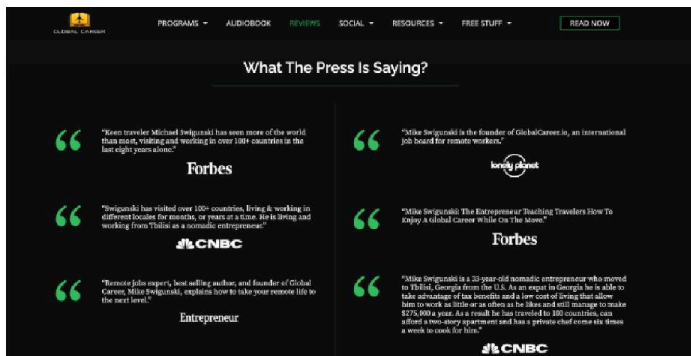 GLOBAL CAREER
PROGRAMS
AUDIOBOOK
REVIEWS
SOCIAL
RESOURCES
FREE STUFF
READ NOW
What The Press Is Saying?
"Keen traveler Michael Swigunski has seen more of the world
than most, visiting and working in over 100+ countries in the
last eight years alone."
Forbes
"Swigunski has visited over 100+ countries, living & working in
different locales for months, or years at a time. He is living and
working from Tbilisi as a nomadic entrepreneur."
CNBC
"Remote jobs expert, best selling author, and founder of Global
Career, Mike Swigunski, explains how to take your remote life to
the next level."
Entrepreneur
"Mike Swigunski is the founder of GlobalCareer.io, an international
job board for remote workers."
lonely planet
"Mike Swigunski: The Entrepreneur Teaching Travelers How To
Enjoy A Global Career While On The Move."
Forbes
"Mike Swigunski is a 33-year-old nomadic entrepreneur who moved
to Tbilisi, Georgia from the U.S. As an expat in Georgia he is able to
take advantage of tax benefits and a low cost of living that allow
him to work as little or as often as he likes and still manage to make
$275,000 a year. As a result he has traveled to 100 countries, can
afford a two-story apartment and has a private chef come six times
a week to cook for him."
CNBC